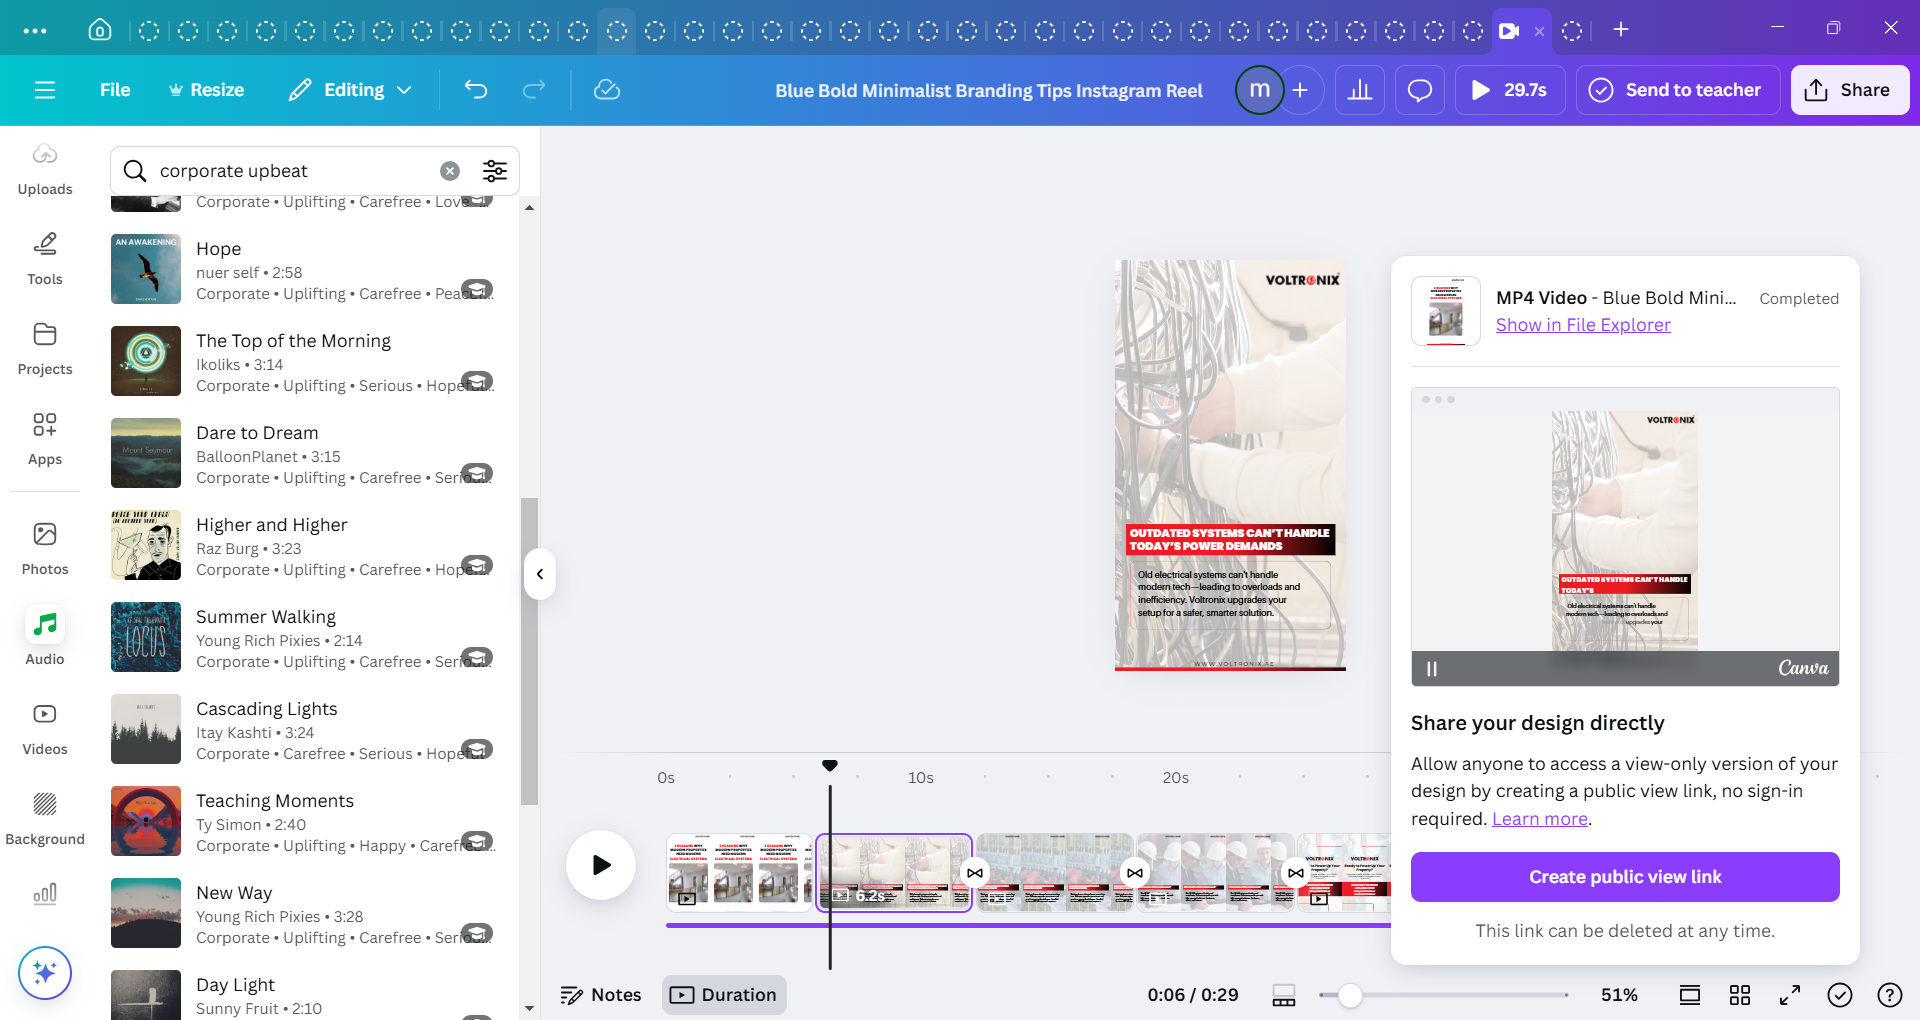 File
Resize
Editing
Blue Bold Minimalist Branding Tips Instagram Reel
m
29.7s
Send to teacher
Share
Uploads
Tools
Projects
Apps
Photos
Audio
Videos
Background
corporate upbeat
Corporate • Uplifting • Carefree • Love
AN AWAKENING
Hope
nuer self • 2:58
Corporate • Uplifting • Carefree •
The Top of the Morning
Ikoliks • 3:14
Corporate • Uplifting • Serious •
Mount Seymour
Dare to Dream
BalloonPlanet • 3:15
Corporate • Uplifting • Carefree •
Higher and Higher
Raz Burg • 3:23
Corporate • Uplifting • Carefree •
LOCUS
Summer Walking
Young Rich Pixies • 2:14
Corporate • Uplifting • Carefree •
Cascading Lights
Itay Kashti • 3:24
Corporate • Carefree • Serious •
Teaching Moments
Ty Simon • 2:40
Corporate • Uplifting • Happy •
New Way
Young Rich Pixies • 3:28
Corporate • Uplifting • Carefree •
Day Light
Sunny Fruit • 2:10
VOLTRONIX
OUTDATED SYSTEMS CAN'T HANDLE
TODAY'S POWER DEMANDS
Old electrical systems can't handle
modern tech—leading to overloads and
inefficiency. Voltronix upgrades your
setup for a safer, smarter solution.
WWW.VOLTRONIX.AE
MP4 Video - Blue Bold Mini...
Completed
Show in File Explorer
VOLTRONIX
OUTDATED SYSTEMS CAN'T HANDLE
TODAY'S
Old electrical systems can't handle
modern tech—leading to overloads and
upgrades your
Canva
Share your design directly
Allow anyone to access a view-only version of your
design by creating a public view link, no sign-in
required. Learn more.
Create public view link
This link can be deleted at any time.
0s
10s
20s
6.2s
Notes
Duration
0:06 / 0:29
51%